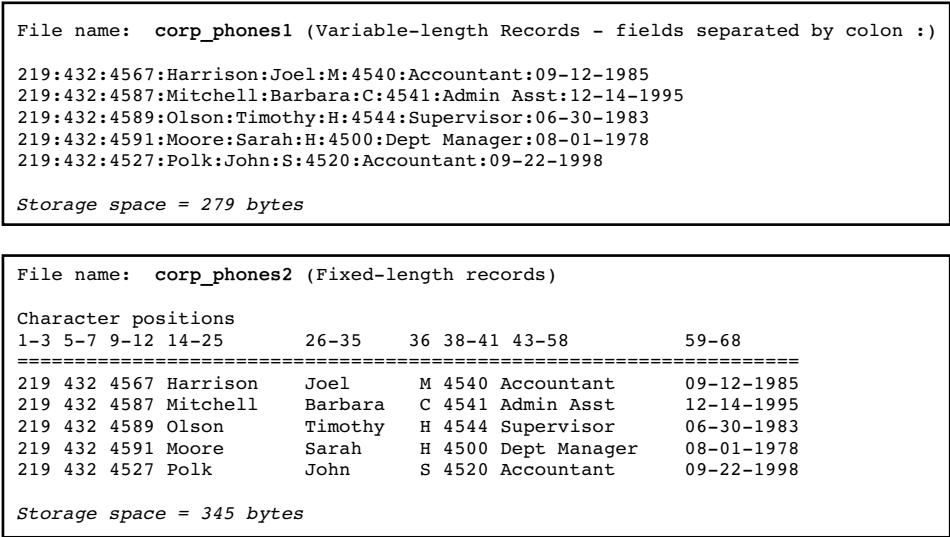 File name:  corp_phones1 (Variable-length Records - fields separated by colon :)
219:432:4567:Harrison:Joel:M:4540:Accountant:09-12-1985
219:432:4587:Mitchell:Barbara:C:4541:Admin Asst:12-14-1995
219:432:4589:Olson:Timothy:H:4544:Supervisor:06-30-1983
219:432:4591:Moore:Sarah:H:4500:Dept Manager:08-01-1978
219:432:4527:Polk:John:S:4520:Accountant:09-22-1998
Storage space = 279 bytes
File name:  corp_phones2 (Fixed-length records)
Character positions
1-3 5-7 9-12 14-25       26-35     36 38-41 43-58          59-68
====================================================================
219 432 4567 Harrison    Joel      M 4540 Accountant      09-12-1985
219 432 4587 Mitchell    Barbara   C 4541 Admin Asst      12-14-1995
219 432 4589 Olson       Timothy   H 4544 Supervisor      06-30-1983
219 432 4591 Moore       Sarah     H 4500 Dept Manager    08-01-1978
219 432 4527 Polk        John      S 4520 Accountant      09-22-1998
Storage space = 345 bytes